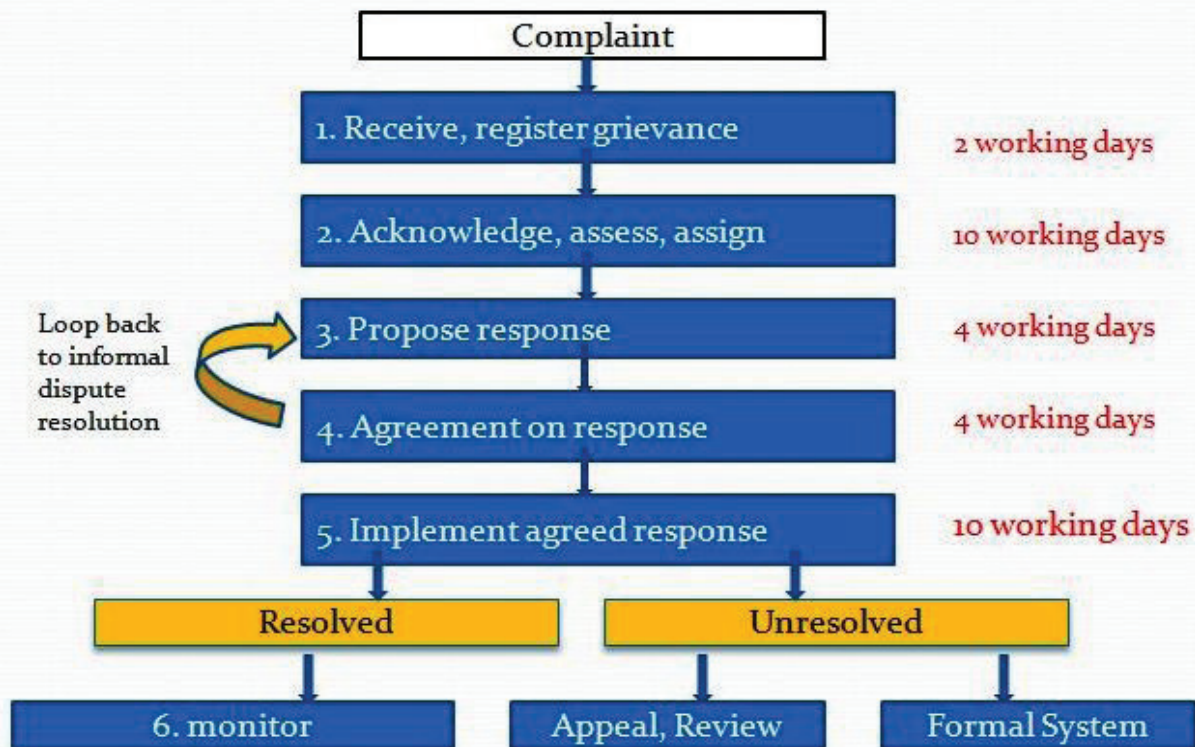 Complaint
1. Receive, register grievance
2 working days
2. Acknowledge, assess, assign
10 working days
Loop back
to informal
dispute
resolution
3. Propose response
4 working days
4. Agreement on response
4 working days
5. Implement agreed response
10 working days
Resolved
Unresolved
6. monitor
Appeal, Review
Formal System